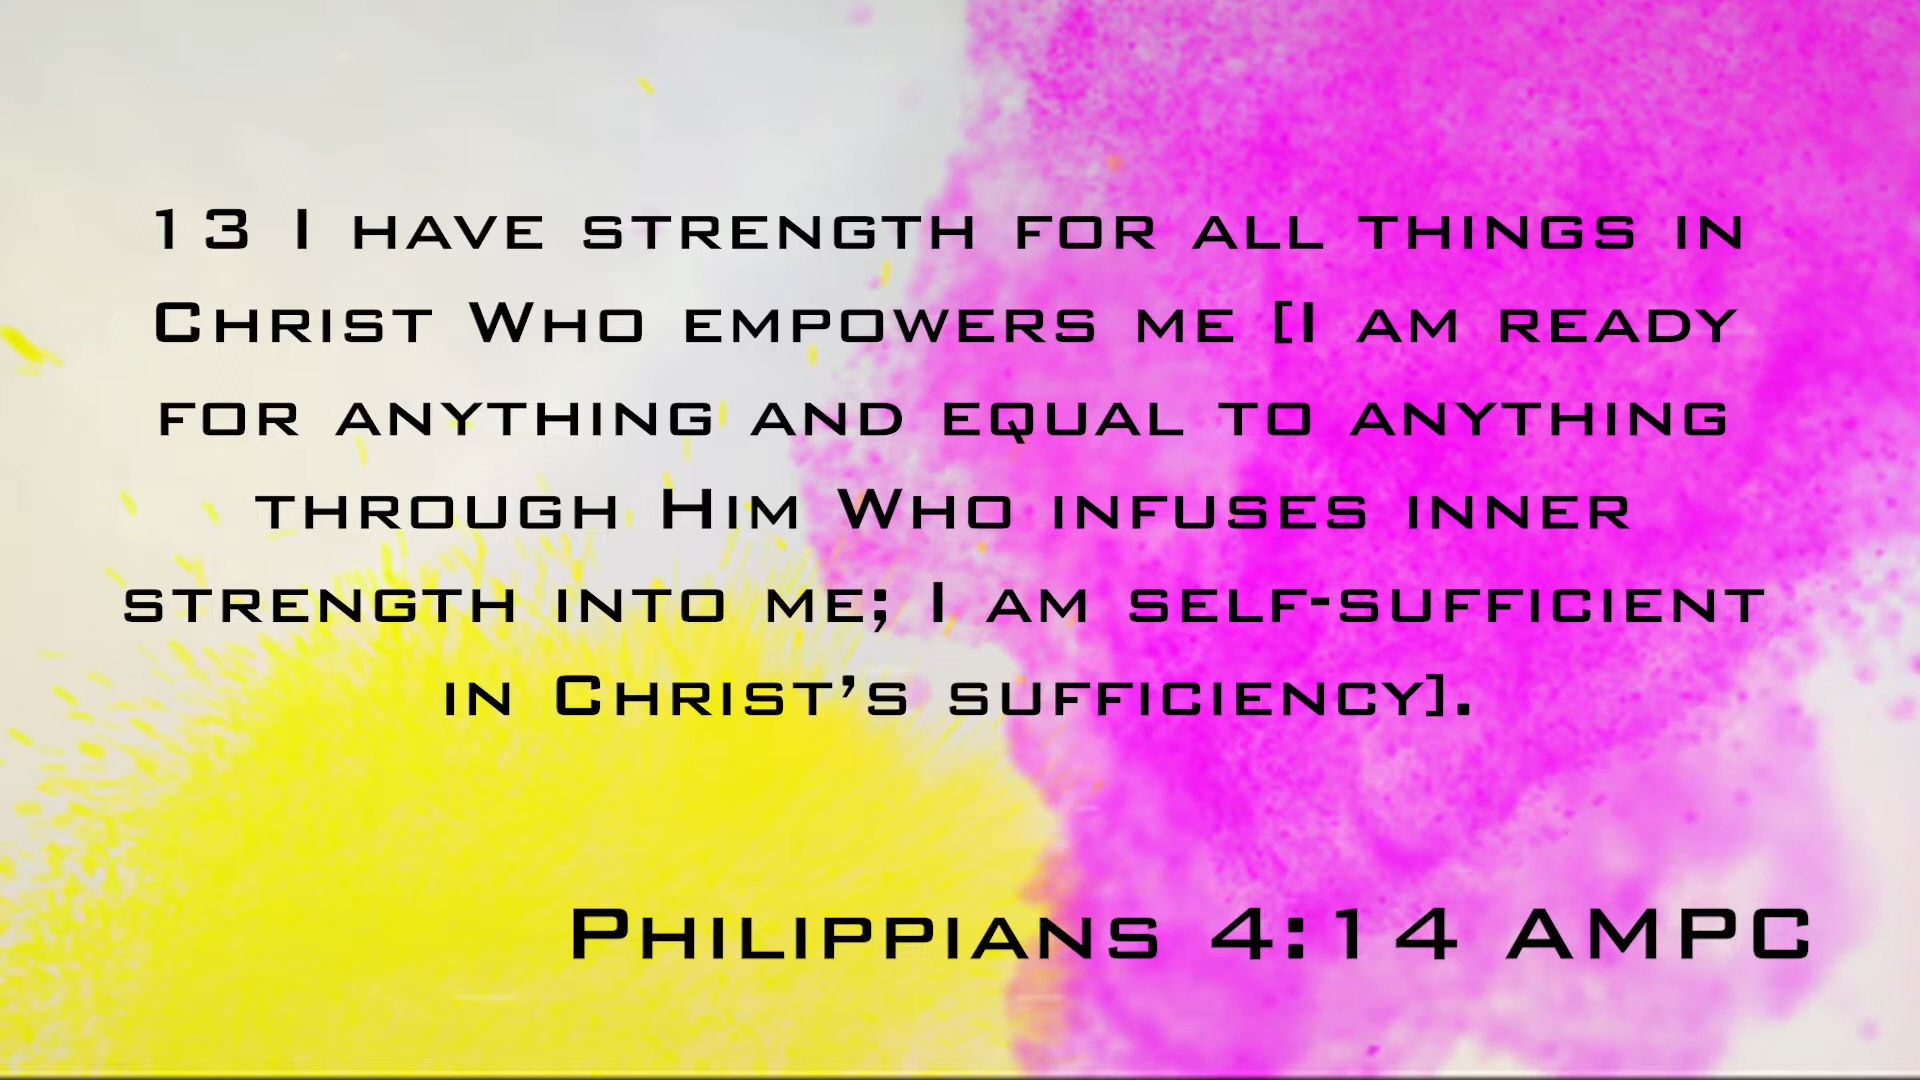 13 I have strength for all things in
Christ Who empowers me [I am ready
for anything and equal to anything
through Him Who infuses inner
strength into me; I am self-sufficient
in Christ’s sufficiency].
Philippians 4:14 AMPC